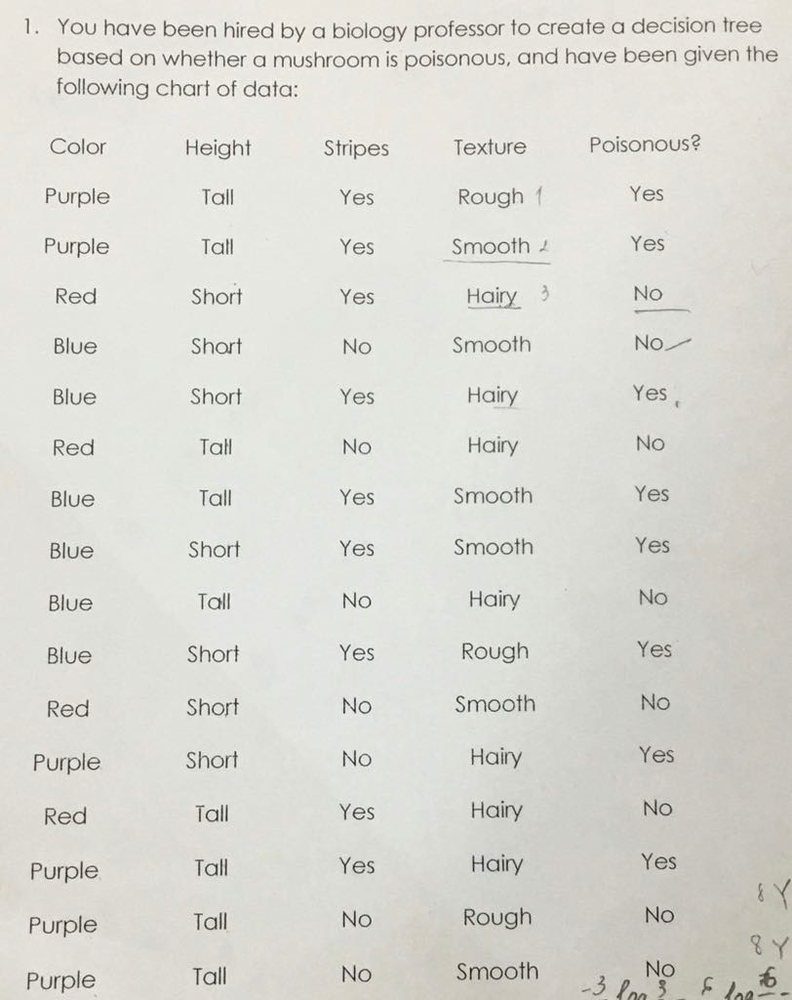 1. You have been hired by a biology professor to create a decision tree
based on whether a mushroom is poisonous, and have been given the
following chart of data:
Color Height Stripes Texture Poisonous?
Purple Tall Yes Rough 1 Yes
Purple Tall Yes Smooth 2 Yes
Red Short Yes Hairy 3 No
Blue Short No Smooth No
Blue Short Yes Hairy Yes
Red Tall No Hairy No
Blue Tall Yes Smooth Yes
Blue Short Yes Smooth Yes
Blue Tall No Hairy No
Blue Short Yes Rough Yes
Red Short No Smooth No
Purple Short No Hairy Yes
Red Tall Yes Hairy No
Purple Tall Yes Hairy Yes
8 Y
Purple Tall No Rough No
8 Y
Purple Tall No Smooth No
-3 log 3